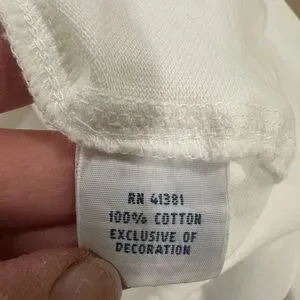 RN 41381
100% COTTON
EXCLUSIVE OF
DECORATION